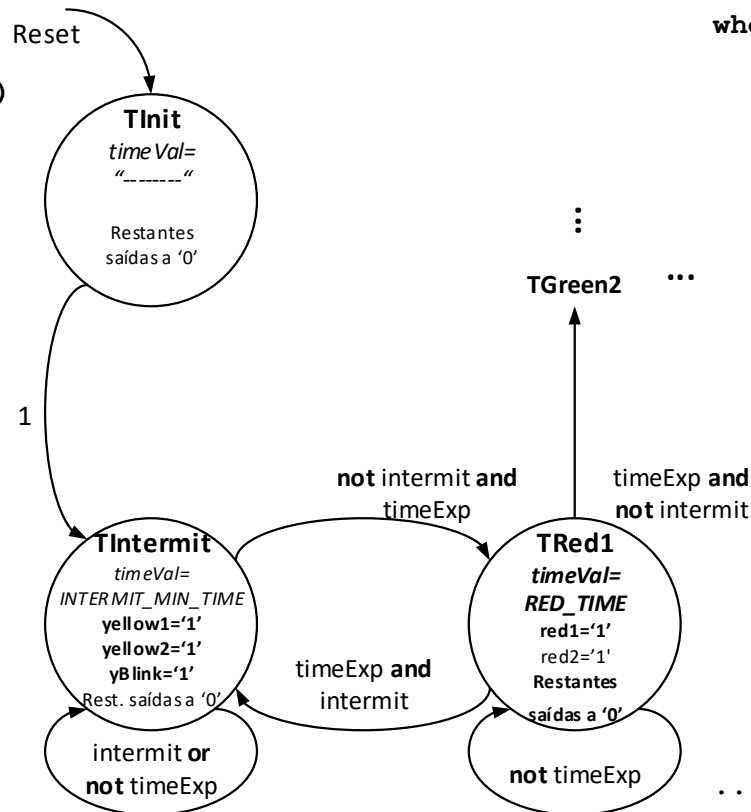 Reset
)
TInit
timeVal=
“--------“
Restantes
saídas a ‘0’
1
⋮
TGreen2
...
not intermit and
timeExp
timeExp and
not intermit
TIntermit
timeVal=
INTERMIT_MIN_TIME
yellow1=‘1’
yellow2=‘1’
yBlink=‘1’
Rest. saídas a ‘0’
intermit or
not timeExp
timeExp and
intermit
TRed1
timeVal=
RED_TIME
red1=‘1’
red2='1'
Restantes
saídas a ‘0’
not timeExp
..